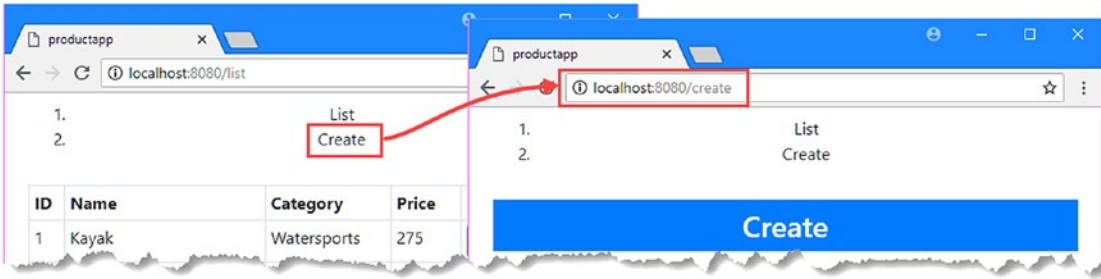 productapp
localhost:8080/list
1. List
2. Create
ID Name Category Price
1 Kayak Watersports 275
productapp
localhost:8080/create
1. List
2. Create
Create